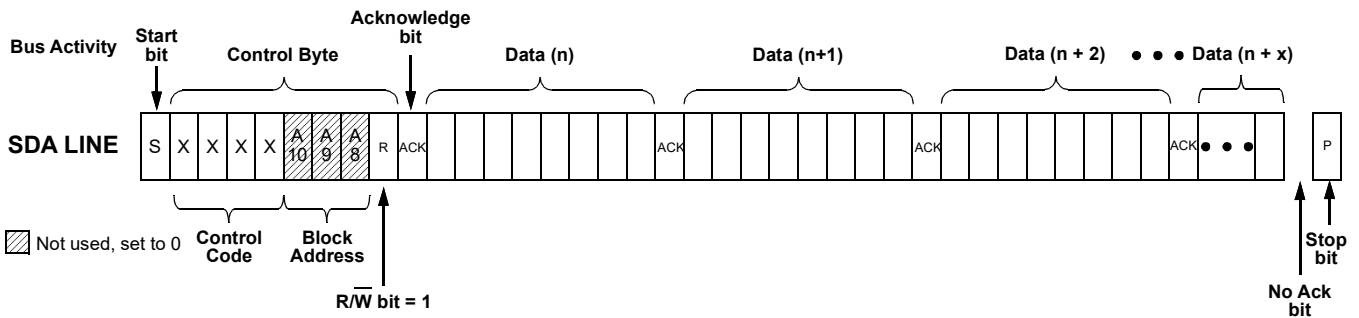 Bus Activity
Start
bit
Control Byte
Acknowledge
bit
Data (n)
Data (n+1)
Data (n + 2)
• • •
Data (n + x)
SDA LINE
S
X
X
X
X
A
10
A
9
A
8
R
ACK
ACK
ACK
ACK
• • •
P
Not used, set to 0
Control
Code
Block
Address
R/W̅ bit = 1
No Ack
bit
Stop
bit